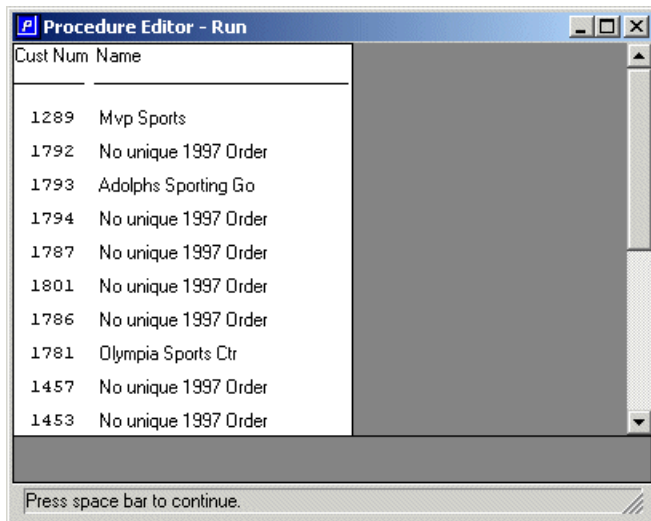 P Procedure Editor - Run
Cust Num Name
1289 Mvp Sports
1792 No unique 1997 Order
1793 Adolphs Sporting Go
1794 No unique 1997 Order
1787 No unique 1997 Order
1801 No unique 1997 Order
1786 No unique 1997 Order
1781 Olympia Sports Ctr
1457 No unique 1997 Order
1453 No unique 1997 Order
Press space bar to continue.